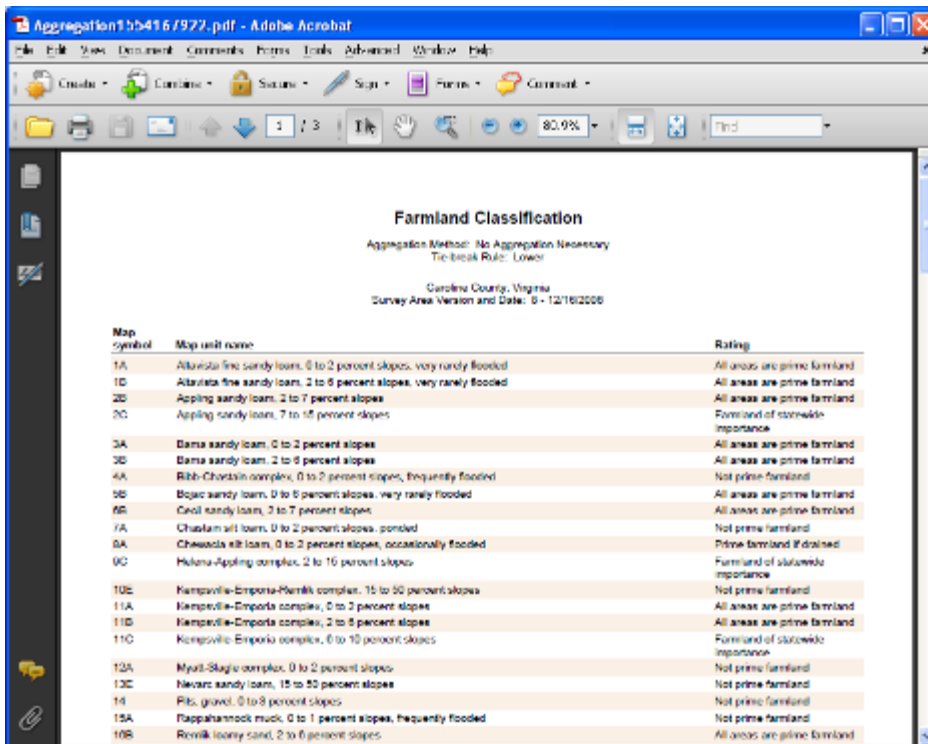 Aggregation1554167922.pdf - Adobe Acrobat
File Edit View Document Comments Forms Tools Advanced Window Help
Create Combine Secure Sign Forms Comment
1 / 3 80.9% Find
Farmland Classification
Aggregation Method: No Aggregation Necessary
Tie-break Rule: Lower
Caroline County, Virginia
Survey Area Version and Date: 6 - 12/16/2006
Map
symbol Map unit name Rating
1A Altavista fine sandy loam, 0 to 2 percent slopes, very rarely flooded All areas are prime farmland
1B Altavista fine sandy loam, 2 to 6 percent slopes, very rarely flooded All areas are prime farmland
2B Appling sandy loam, 2 to 7 percent slopes All areas are prime farmland
2C Appling sandy loam, 7 to 15 percent slopes Farmland of statewide
importance
3A Bama sandy loam, 0 to 2 percent slopes All areas are prime farmland
3B Bama sandy loam, 2 to 6 percent slopes All areas are prime farmland
4A Bibb-Chastain complex, 0 to 2 percent slopes, frequently flooded Not prime farmland
5B Bojac sandy loam, 0 to 6 percent slopes, very rarely flooded All areas are prime farmland
6B Cecil sandy loam, 2 to 7 percent slopes All areas are prime farmland
7A Chastain silt loam, 0 to 2 percent slopes, ponded Not prime farmland
8A Chewacla silt loam, 0 to 2 percent slopes, occasionally flooded Prime farmland if drained
9C Helena-Appling complex, 2 to 15 percent slopes Farmland of statewide
importance
10E Kempsville-Emporia-Remlik complex, 15 to 50 percent slopes Not prime farmland
11A Kempsville-Emporia complex, 0 to 2 percent slopes All areas are prime farmland
11B Kempsville-Emporia complex, 2 to 6 percent slopes All areas are prime farmland
11C Kempsville-Emporia complex, 6 to 10 percent slopes Farmland of statewide
importance
12A Myatt-Slagle complex, 0 to 2 percent slopes Not prime farmland
13E Nevarc sandy loam, 15 to 50 percent slopes Not prime farmland
14 Pits, gravel, 0 to 8 percent slopes Not prime farmland
15A Rappahannock muck, 0 to 1 percent slopes, frequently flooded Not prime farmland
16B Remlik loamy sand, 2 to 6 percent slopes All areas are prime farmland